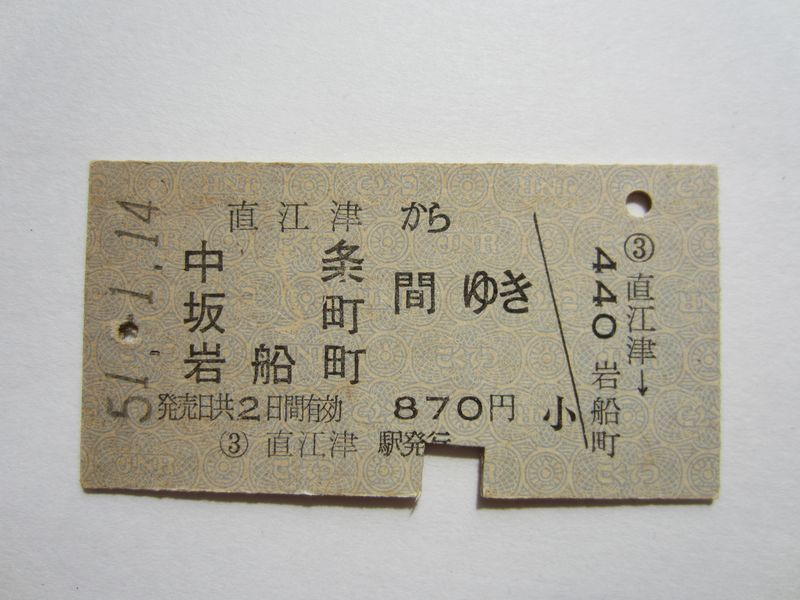 直江津 から
中条
坂町 間 ゆき
岩船町
発売日共2日間有効 870円 小
③ 直江津 駅発行
51.-1.14
③ 直江津→
440 岩船町